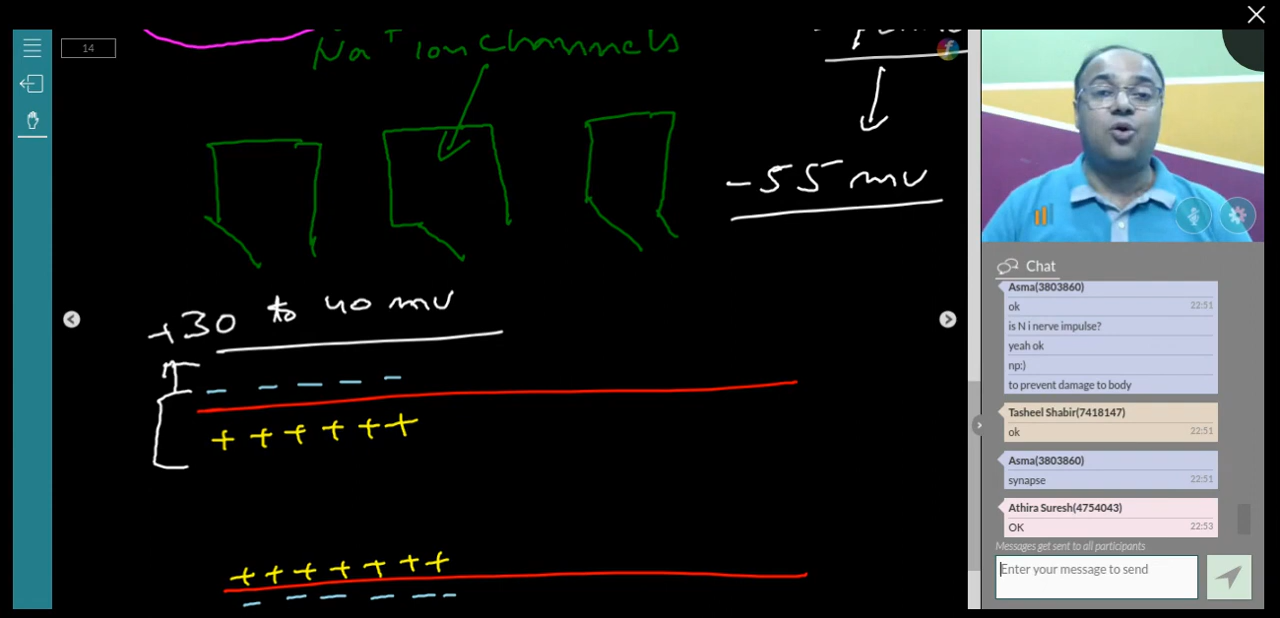 14
Na+ ion channels
-55 mv
+30 to 40 mv
- - - - -
+ + + + + +
+ + + + + + +
- - - - - -
Chat
Asma(3803860)
ok
22:51
is N i nerve impulse?
yeah ok
np:)
to prevent damage to body
Tasheel Shabir(7418147)
ok
22:51
Asma(3803860)
synapse
22:51
Athira Suresh(4754043)
OK
22:53
Messages get sent to all participants
Enter your message to send